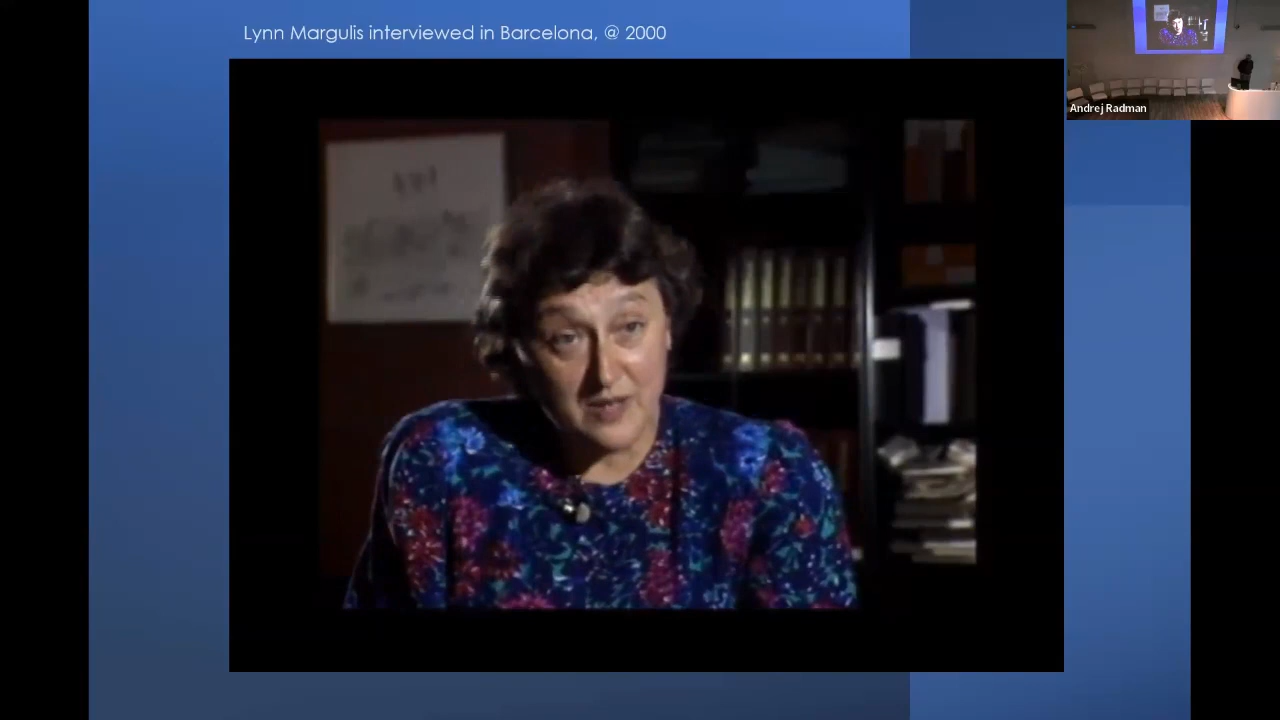 Lynn Margulis interviewed in Barcelona, @ 2000
Andrej Radman